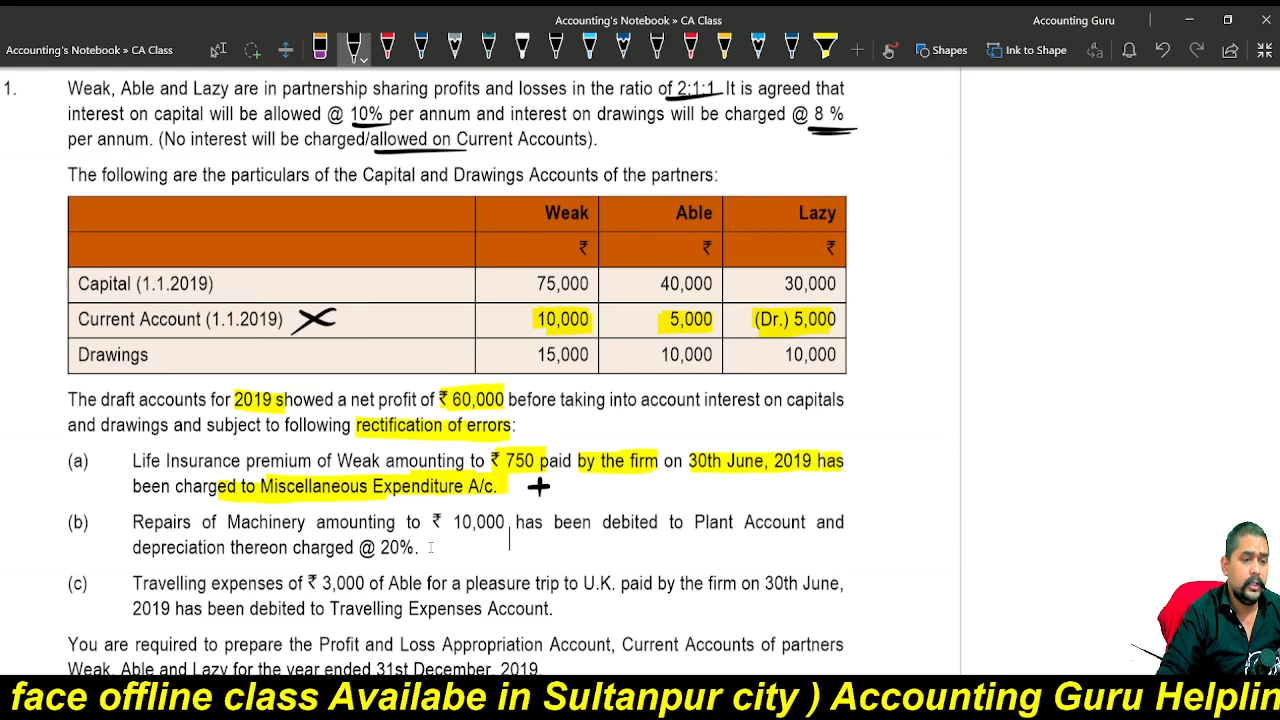 Accounting's Notebook » CA Class
Accounting Guru
Accounting's Notebook » CA Class
Shapes
Ink to Shape
1. Weak, Able and Lazy are in partnership sharing profits and losses in the ratio of 2:1:1. It is agreed that
interest on capital will be allowed @ 10% per annum and interest on drawings will be charged @ 8 %
per annum. (No interest will be charged/allowed on Current Accounts).
The following are the particulars of the Capital and Drawings Accounts of the partners:
Weak Able Lazy
₹ ₹ ₹
Capital (1.1.2019) 75,000 40,000 30,000
Current Account (1.1.2019) 10,000 5,000 (Dr.) 5,000
Drawings 15,000 10,000 10,000
The draft accounts for 2019 showed a net profit of ₹ 60,000 before taking into account interest on capitals
and drawings and subject to following rectification of errors:
(a) Life Insurance premium of Weak amounting to ₹ 750 paid by the firm on 30th June, 2019 has
been charged to Miscellaneous Expenditure A/c. +
(b) Repairs of Machinery amounting to ₹ 10,000 has been debited to Plant Account and
depreciation thereon charged @ 20%.
(c) Travelling expenses of ₹ 3,000 of Able for a pleasure trip to U.K. paid by the firm on 30th June,
2019 has been debited to Travelling Expenses Account.
You are required to prepare the Profit and Loss Appropriation Account, Current Accounts of partners
Weak, Able and Lazy for the year ended 31st December, 2019.
face offline class Availabe in Sultanpur city ) Accounting Guru Helplin